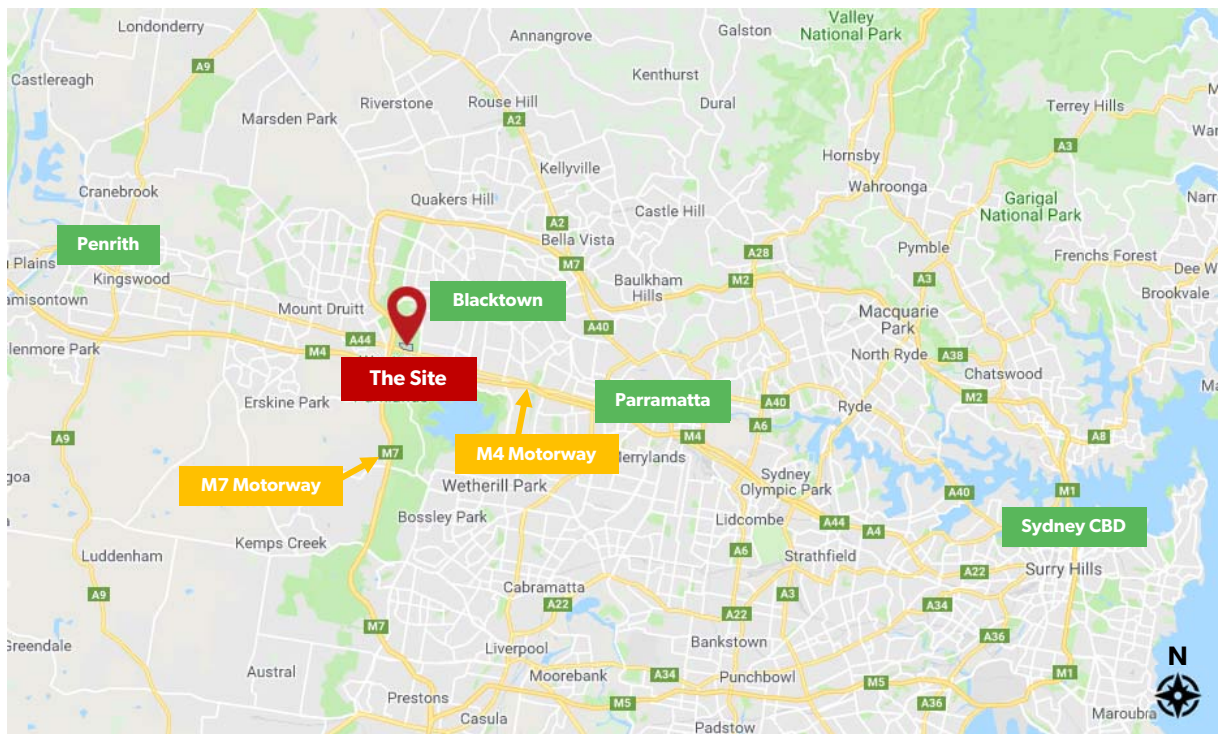 Valley
National Park
Londonderry
Galston
Annangrove
A9
Castlereagh
Kenthurst
Riverstone
Rouse Hill
Dural
Terrey Hills
Marsden Park
A2
A3
Kellyville
Hornsby
Cranebrook
Wahroonga
Quakers Hill
Castle Hill
Garigal
National Park
A2
Penrith
Bella Vista
Pymble
A28
Frenchs Forest
Plains
Kingswood
M7
Dee W
Baulkham
Hills
M2
A3
Brookvale
amisontown
Mount Druitt
Blacktown
Macquarie
Park
A40
A44
M4
lenmore Park
North Ryde
A38
Chatswood
The Site
Erskine Park
Parramatta
A40
Ryde
M2
A6
A9
M4
A8
M7
M4 Motorway
errylands
M7 Motorway
goa
Wetherill Park
Sydney
Olympic Park
A40
M1
Bossley Park
Lidcombe
A44
A4
Sydney CBD
Kemps Creek
Luddenham
A6
Strathfield
Surry Hills
A22
Cabramatta
A9
A22
A3
A34
A22
M7
A36
Greendale
Liverpool
Bankstown
N
Austral
Moorebank
A34
Punchbowl
M5
M1
Prestons
M5
A36
Casula
Padstow
Maroubra